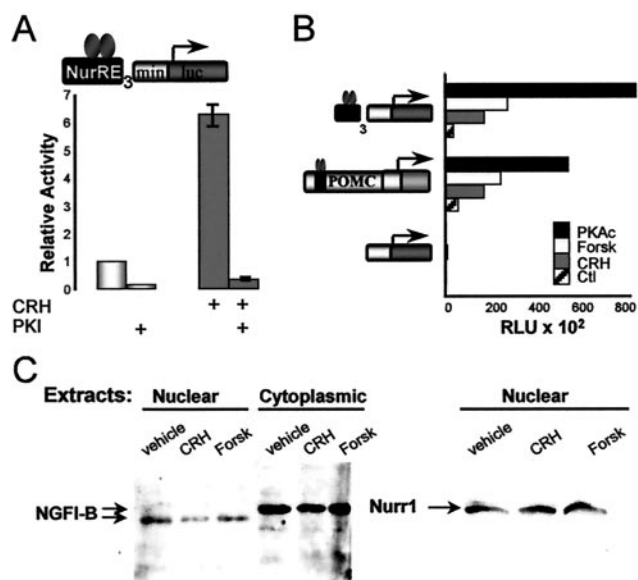 A
NurRE 3 min luc
Relative Activity
7
6
5
4
3
2
1
0
CRH + +
PKI + +
B
3
POMC
PKAc
Forsk
CRH
Ctl
0 200 400 600 800
RLU x 10²
C
Extracts: Nuclear Cytoplasmic
vehicle CRH Forsk vehicle CRH Forsk
NGFI-B
Nuclear
vehicle CRH Forsk
Nurr1